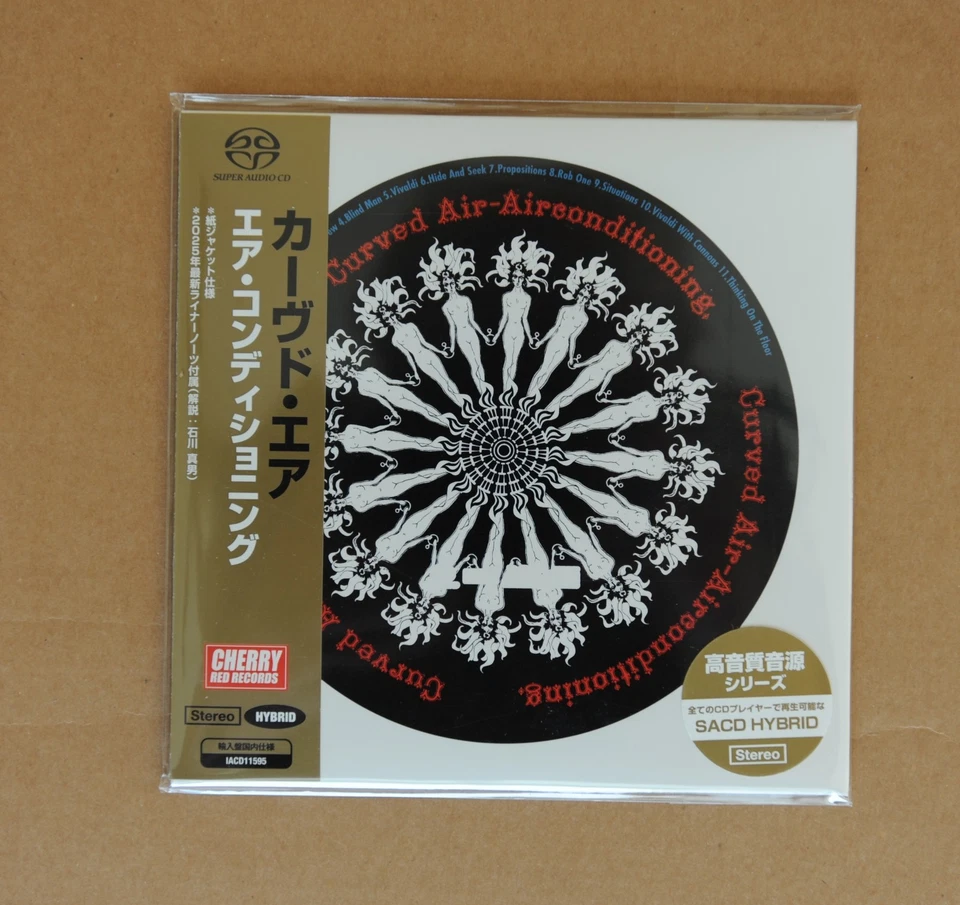 SUPER AUDIO CD
カーヴド・エア
エア・コンディショニング
※紙ジャケット仕様
※2025年最新ライナーノーツ付属(解説:石川 真男)
CHERRY
RED RECORDS
Stereo
HYBRID
輸入盤国内仕様
IACD11595
4.Blind Man 5.Vivaldi 6.Hide And Seek 7.Propositions 8.Rob One 9.Situations 10.Vivaldi With Cannons 11.Thinking On The Floor
Curved Air-Airconditioning,
Curved Air-Airconditioning,
Curved A
高音質音源
シリーズ
全てのCDプレイヤーで再生可能な
SACD HYBRID
Stereo